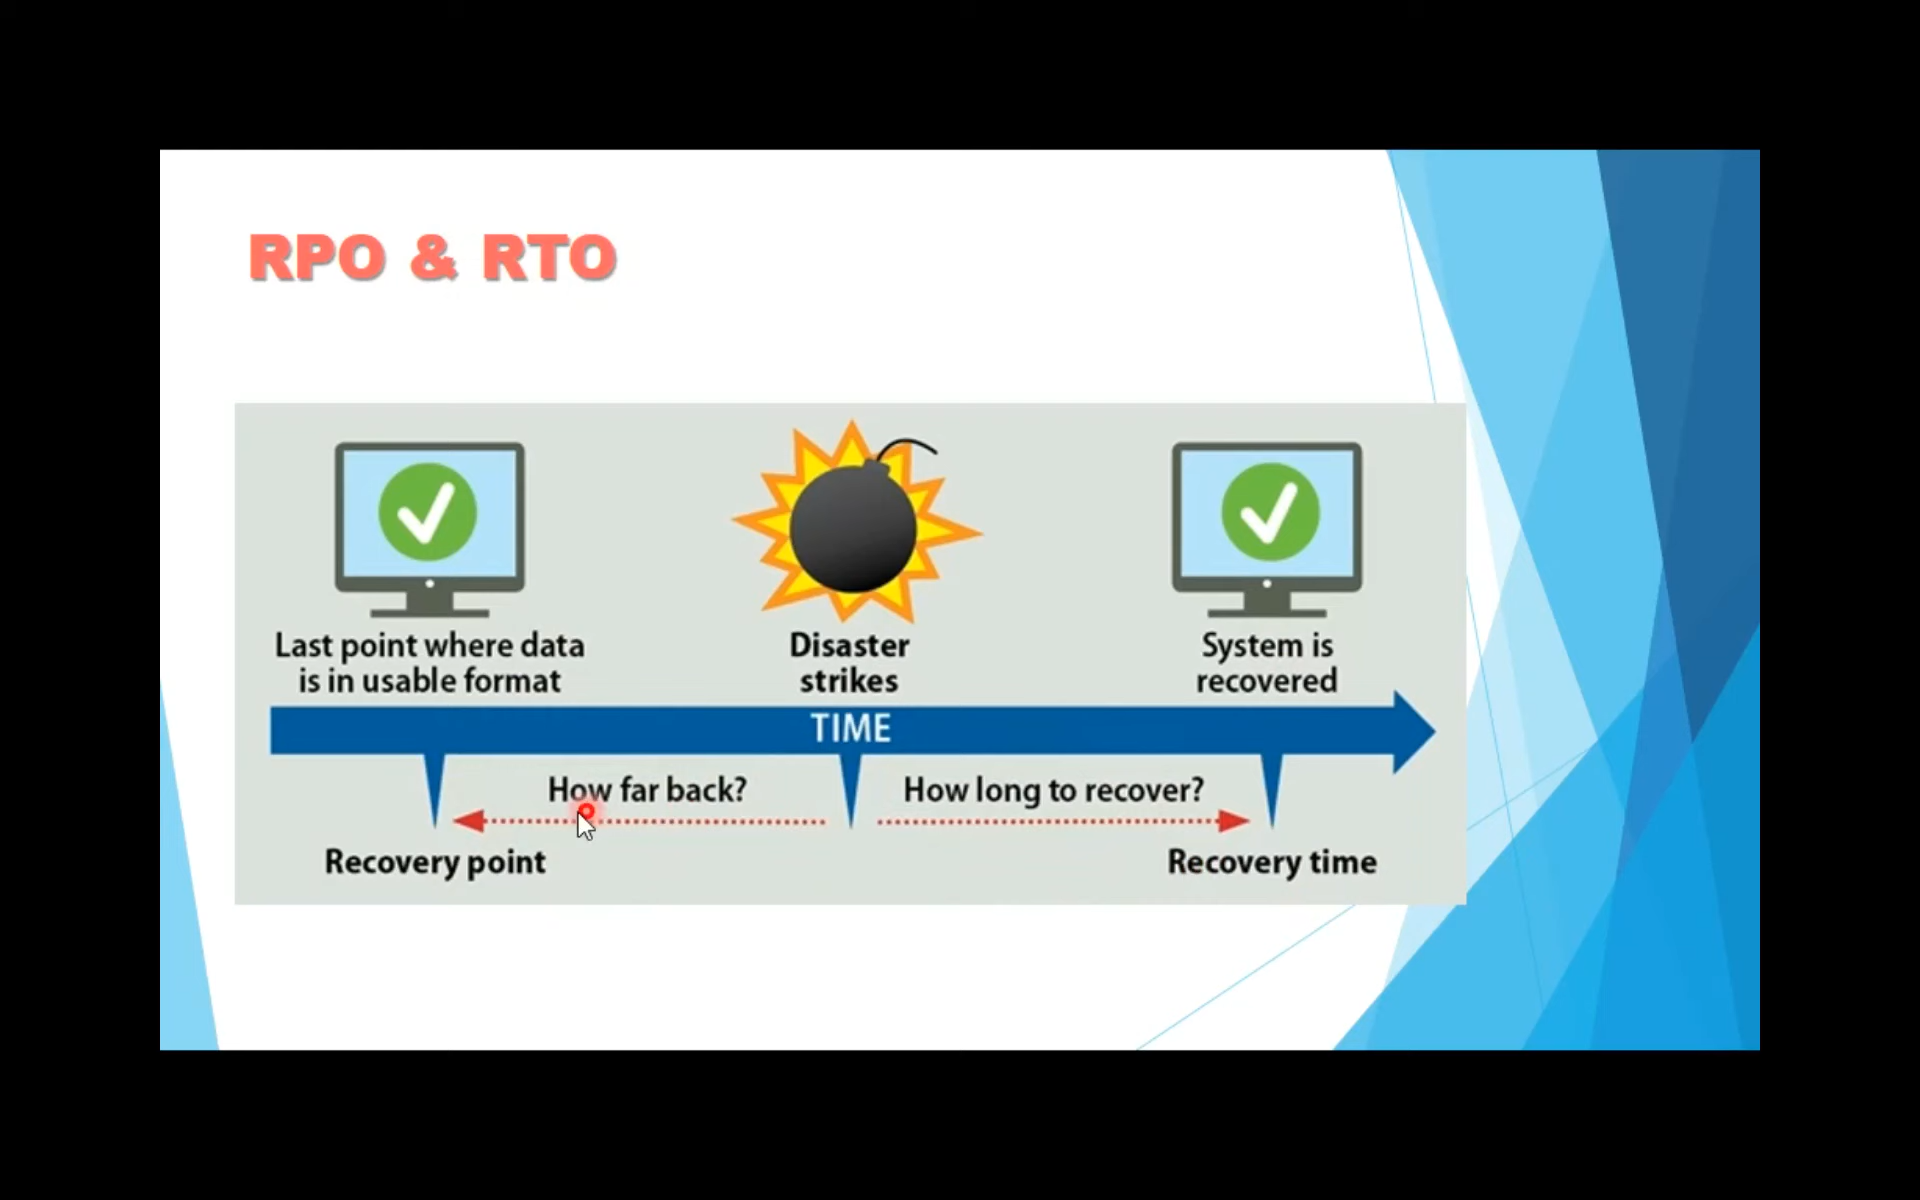 RPO & RTO
Last point where data
is in usable format
Disaster
strikes
System is
recovered
TIME
How far back?
How long to recover?
Recovery point
Recovery time